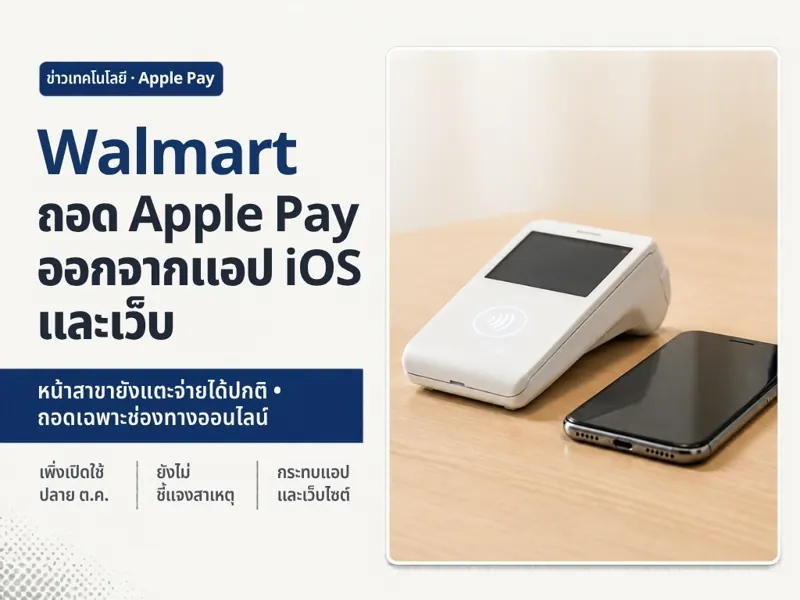 ข่าวเทคโนโลยี · Apple Pay
Walmart
ถอด Apple Pay
ออกจากแอป iOS
และเว็บ
หน้าสาขายังแตะจ่ายได้ปกติ •
ถอดเฉพาะช่องทางออนไลน์
เพิ่งเปิดใช้
ปลาย ต.ค.
ยังไม่
ชี้แจงสาเหตุ
กระทบแอป
และเว็บไซต์